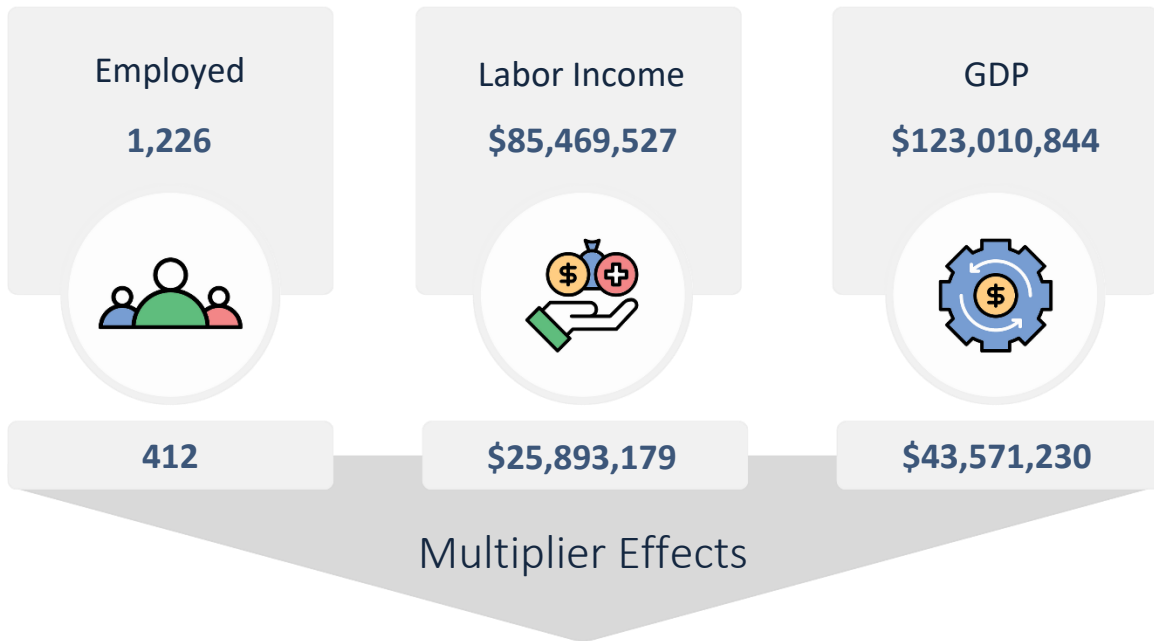 Employed
1,226
Labor Income
$85,469,527
GDP
$123,010,844
412
$25,893,179
$43,571,230
Multiplier Effects